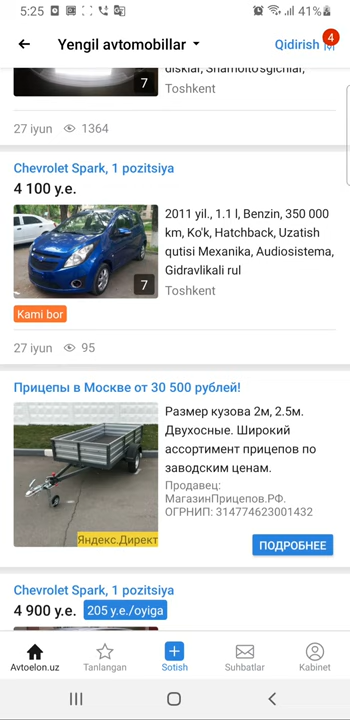 5:25
41%
Yengil avtomobillar
Qidirish
4
disklar, Shamolto'sgichlar,
7
Toshkent
27 iyun 1364
Chevrolet Spark, 1 pozitsiya
4 100 y.e.
2011 yil., 1.1 l, Benzin, 350 000
km, Ko'k, Hatchback, Uzatish
qutisi Mexanika, Audiosistema,
Gidravlikali rul
7
Toshkent
Kami bor
27 iyun 95
Прицепы в Москве от 30 500 рублей!
Размер кузова 2м, 2.5м.
Двухосные. Широкий
ассортимент прицепов по
заводским ценам.
Продавец:
МагазинПрицепов.РФ.
ОГРНИП: 314774623001432
Яндекс.Директ
ПОДРОБНЕЕ
Chevrolet Spark, 1 pozitsiya
4 900 y.e. 205 y.e./oyiga
Avtoelon.uz Tanlangan Sotish Suhbatlar Kabinet